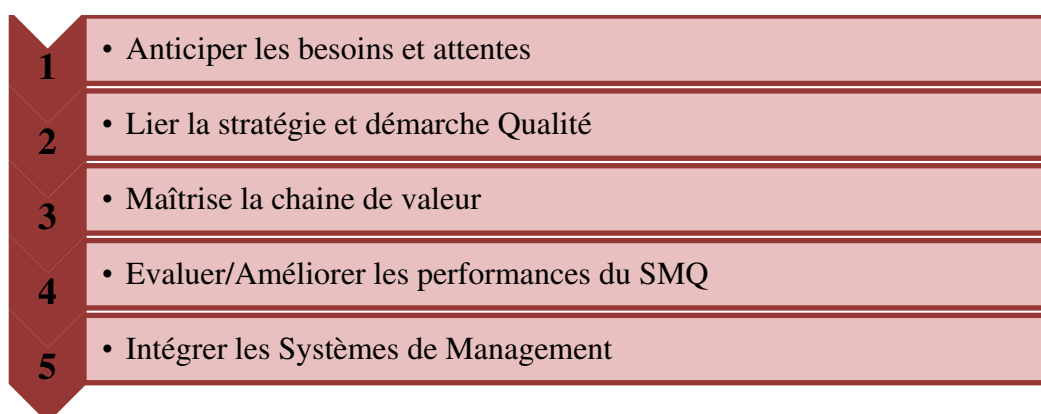 1 • Anticiper les besoins et attentes
2 • Lier la stratégie et démarche Qualité
3 • Maîtrise la chaine de valeur
4 • Evaluer/Améliorer les performances du SMQ
5 • Intégrer les Systèmes de Management